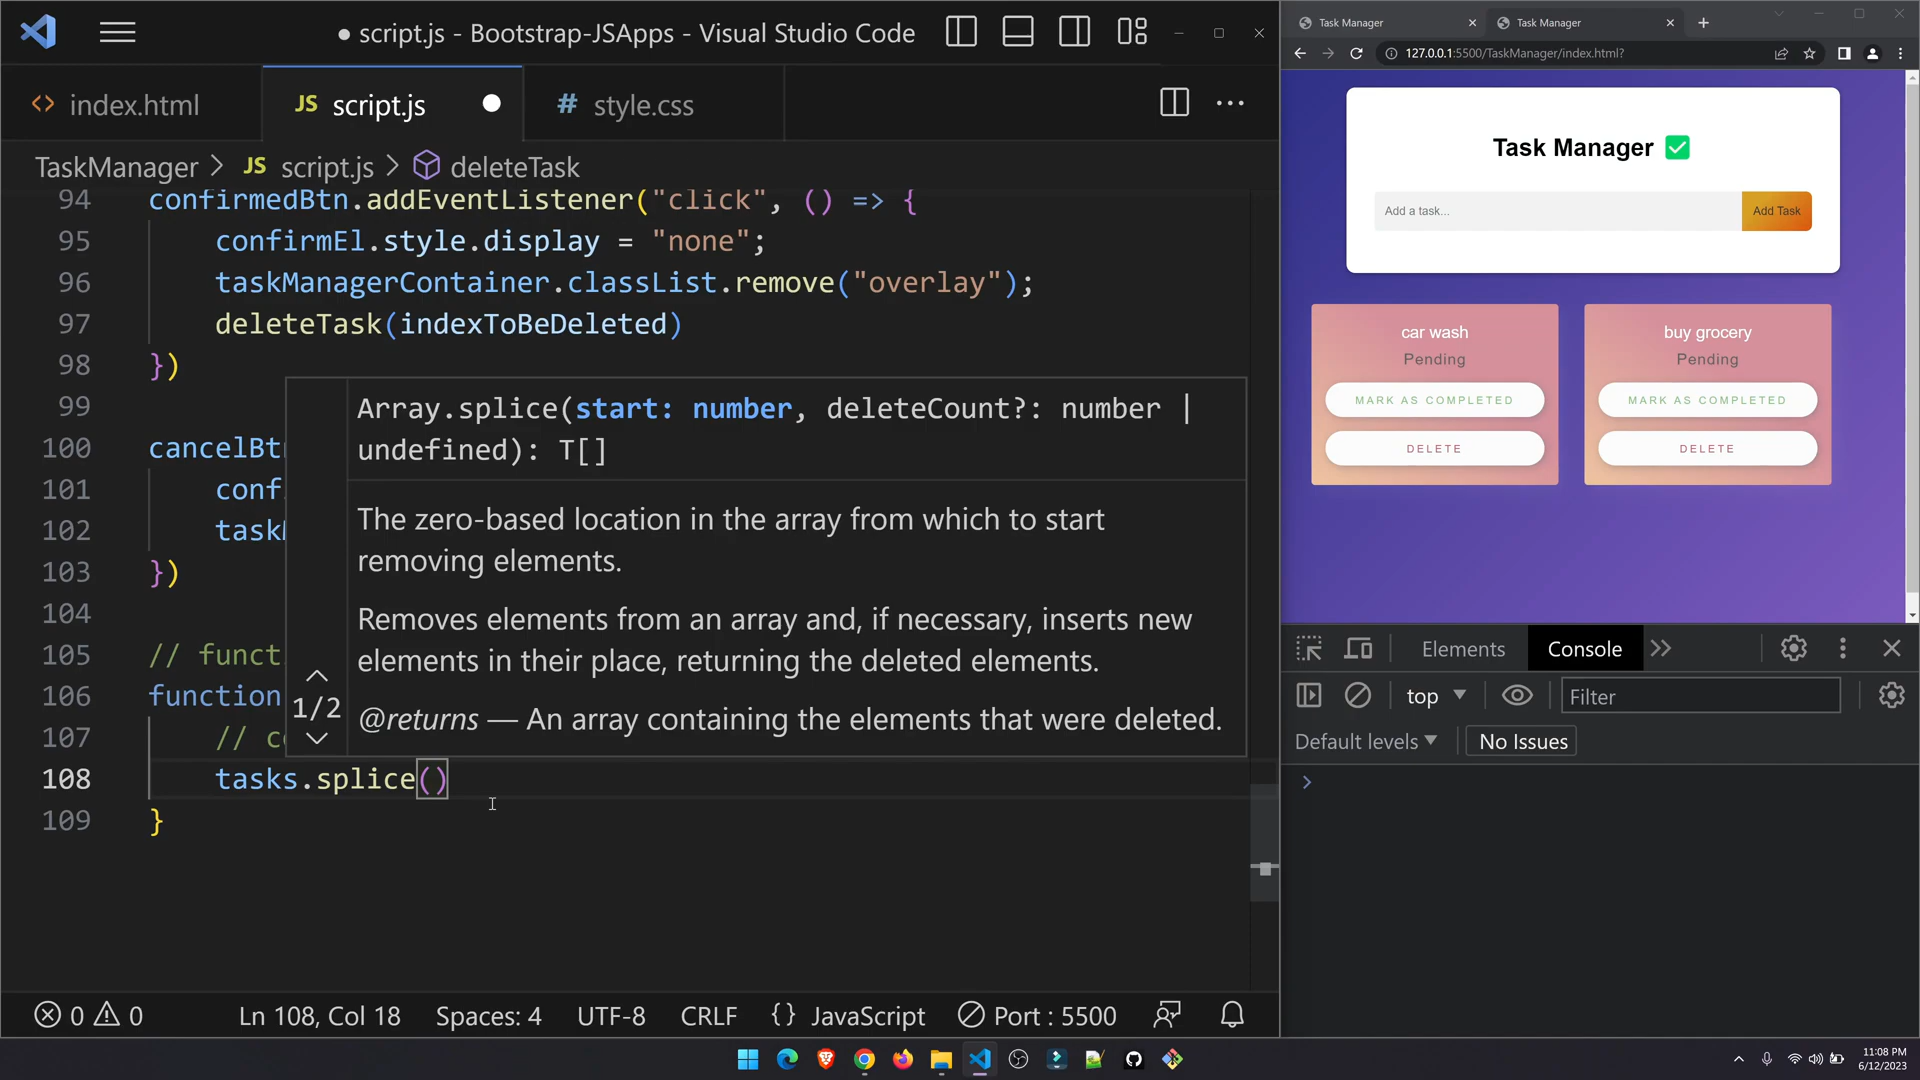 script.js - Bootstrap-JSApps - Visual Studio Code
index.html
JS script.js
# style.css
TaskManager > JS script.js > deleteTask
94 confirmedBtn.addEventListener("click", () => {
95 confirmEl.style.display = "none";
96 taskManagerContainer.classList.remove("overlay");
97 deleteTask(indexToBeDeleted)
98 })
99
100 cancelBt
101 conf
102 task
103 })
104
105 // funct
106 function
107 // c
108 tasks.splice()
109 }
Array.splice(start: number, deleteCount?: number |
undefined): T[]
The zero-based location in the array from which to start
removing elements.
Removes elements from an array and, if necessary, inserts new
elements in their place, returning the deleted elements.
1/2
@returns — An array containing the elements that were deleted.
0 0
Ln 108, Col 18
Spaces: 4
UTF-8
CRLF
{} JavaScript
Port : 5500
Task Manager
Task Manager
127.0.0.1:5500/TaskManager/index.html?
Task Manager
Add a task...
Add Task
car wash
Pending
MARK AS COMPLETED
DELETE
buy grocery
Pending
MARK AS COMPLETED
DELETE
Elements
Console
top
Filter
Default levels
No Issues
11:08 PM
6/12/2023